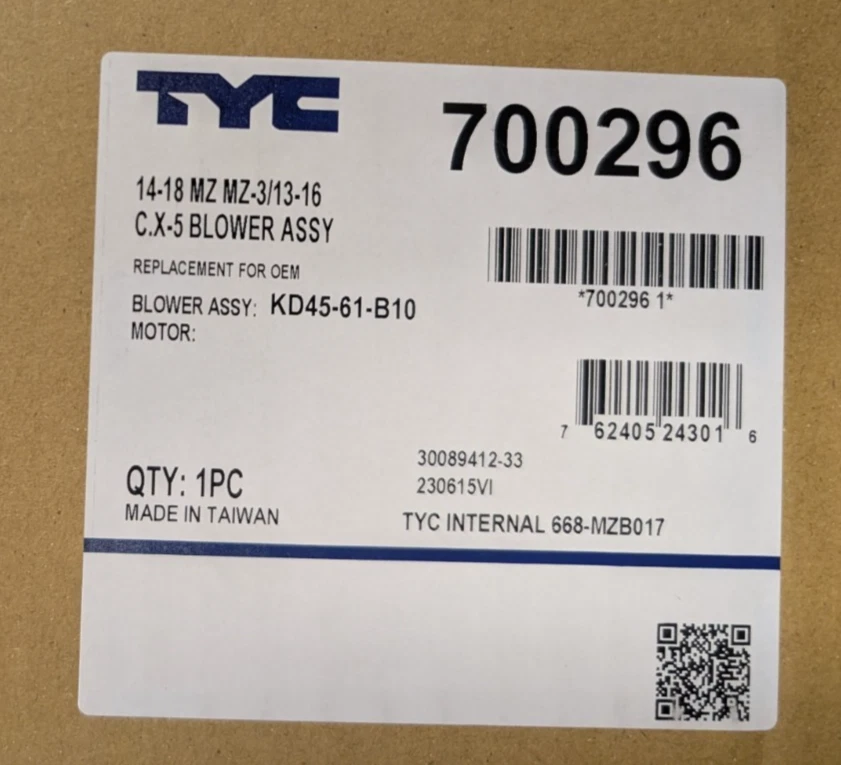 TYC
700296
14-18 MZ MZ-3/13-16
C.X-5 BLOWER ASSY
REPLACEMENT FOR OEM
BLOWER ASSY: KD45-61-B10
MOTOR:
*700296 1*
7 62405 24301 6
30089412-33
230615VI
QTY: 1PC
MADE IN TAIWAN
TYC INTERNAL 668-MZB017